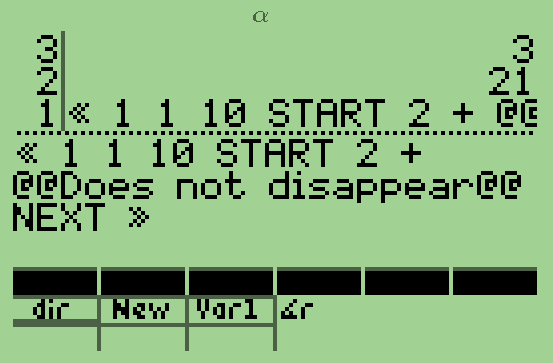 α
3 3
2 21
1 « 1 1 10 START 2 + @@
« 1 1 10 START 2 +
@@Does not disappear@@
NEXT »
dir New Var1 ∡r